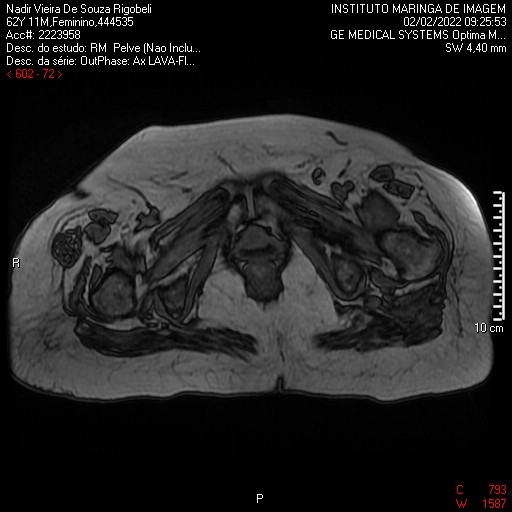 Nadir Vieira De Souza Rigobeli
62Y 11M,Feminino,444535
Acc#: 2223958
Desc. do estudo: RM Pelve (Nao Inclu...
Desc. da série: OutPhase: Ax LAVA-Fl...
< 602 - 72 >
INSTITUTO MARINGA DE IMAGEM
02/02/2022 09:25:53
GE MEDICAL SYSTEMS Optima M...
SW 4,40 mm
R
10 cm
P
C 793
W 1587